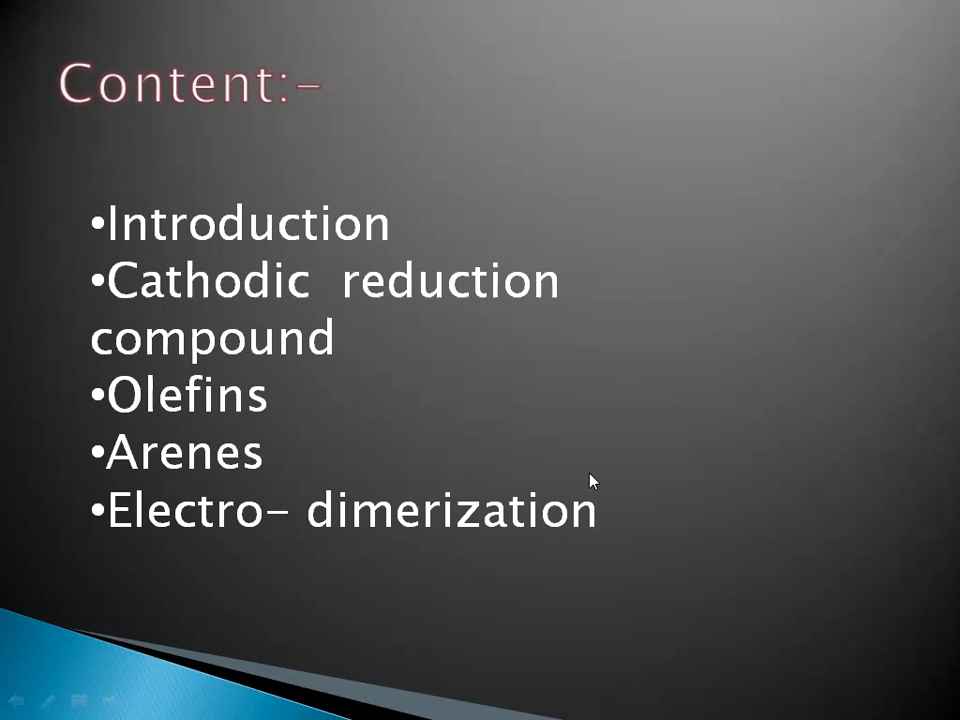 Content:-
•Introduction
•Cathodic reduction
compound
•Olefins
•Arenes
•Electro- dimerization